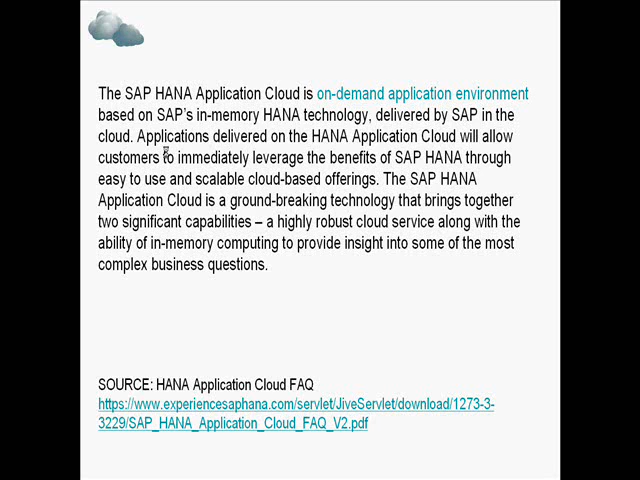 The SAP HANA Application Cloud is on-demand application environment
based on SAP's in-memory HANA technology, delivered by SAP in the
cloud. Applications delivered on the HANA Application Cloud will allow
customers to immediately leverage the benefits of SAP HANA through
easy to use and scalable cloud-based offerings. The SAP HANA
Application Cloud is a ground-breaking technology that brings together
two significant capabilities – a highly robust cloud service along with the
ability of in-memory computing to provide insight into some of the most
complex business questions.
SOURCE: HANA Application Cloud FAQ
https://www.experiencesaphana.com/servlet/JiveServlet/download/1273-3-
3229/SAP_HANA_Application_Cloud_FAQ_V2.pdf